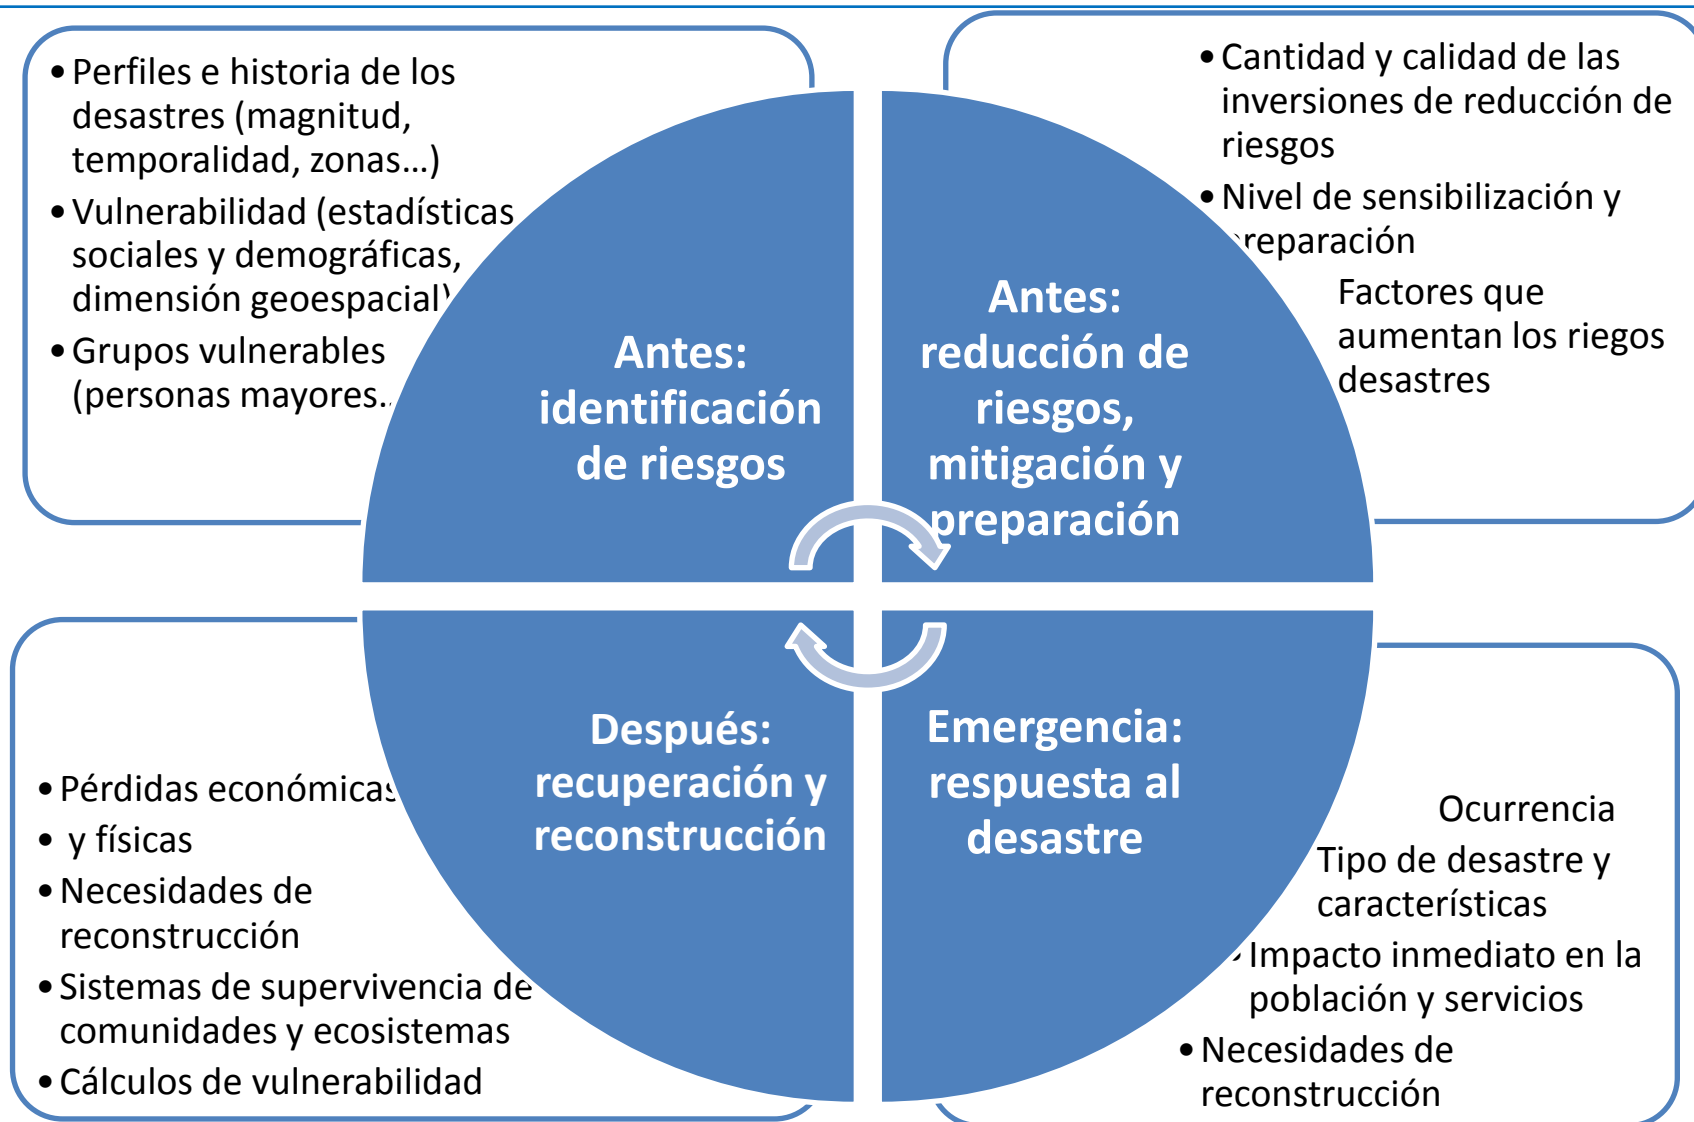 •Perfiles e historia de los
desastres (magnitud,
temporalidad, zonas…)
•Vulnerabilidad (estadísticas
sociales y demográficas,
dimensión geoespacial)
•Grupos vulnerables
(personas mayores..
•Cantidad y calidad de las
inversiones de reducción de
riesgos
•Nivel de sensibilización y
preparación
Factores que
aumentan los riegos
desastres
Antes:
identificación
de riesgos
Antes:
reducción de
riesgos,
mitigación y
preparación
Después:
recuperación y
reconstrucción
Emergencia:
respuesta al
desastre
•Pérdidas económicas
• y físicas
•Necesidades de
reconstrucción
•Sistemas de supervivencia de
comunidades y ecosistemas
•Cálculos de vulnerabilidad
Ocurrencia
Tipo de desastre y
características
•Impacto inmediato en la
población y servicios
•Necesidades de
reconstrucción